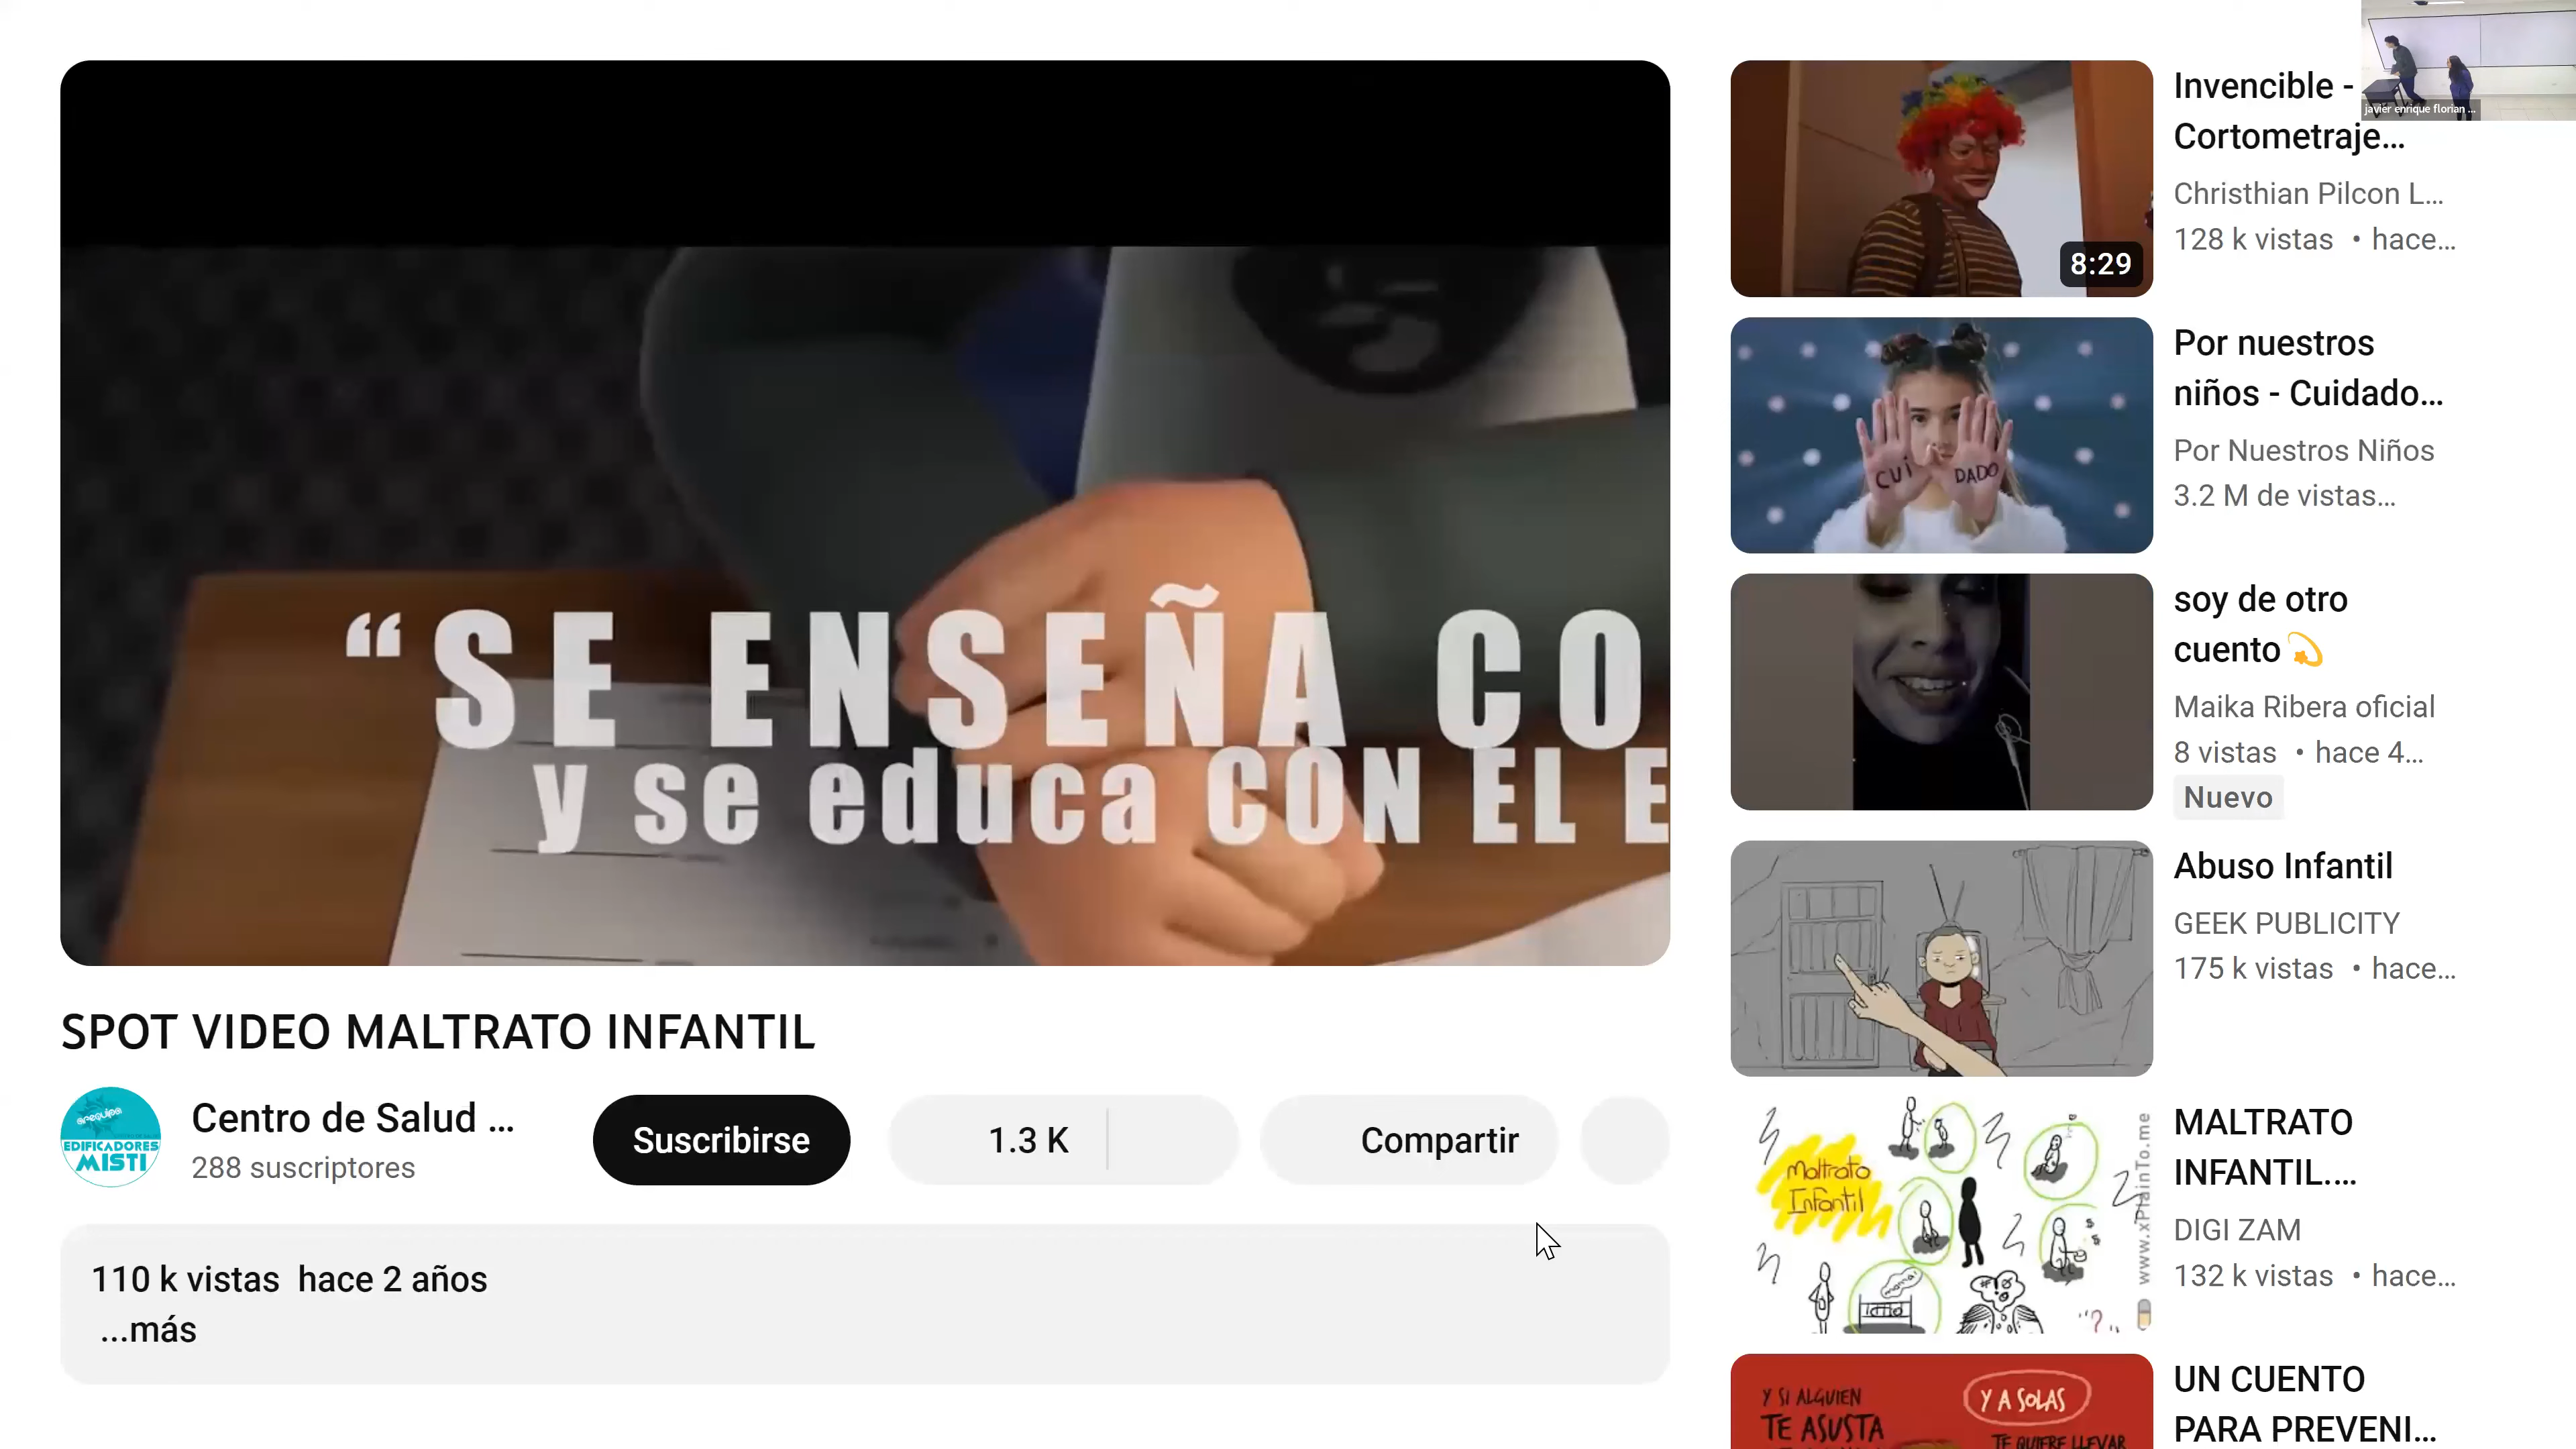 “SE ENSEÑA CO
y se educa CON EL E
SPOT VIDEO MALTRATO INFANTIL
arequipa
EDIFICADORES
MISTI
Centro de Salud ...
288 suscriptores
Suscribirse
1.3 K
Compartir
110 k vistas hace 2 años
...más
8:29
Invencible -
Cortometraje...
Christhian Pilcon L...
128 k vistas • hace...
javier enrique florian ...
CUI DADO
Por nuestros
niños - Cuidado...
Por Nuestros Niños
3.2 M de vistas...
soy de otro
cuento💫
Maika Ribera oficial
8 vistas • hace 4...
Nuevo
Abuso Infantil
GEEK PUBLICITY
175 k vistas • hace...
Maltrato
Infantil
www.xPlainTo.me
"?"
MALTRATO
INFANTIL....
DIGI ZAM
132 k vistas • hace...
Y SI ALGUIEN
TE ASUSTA
Y A SOLAS
TE QUIERE LLEVAR
UN CUENTO
PARA PREVENI...